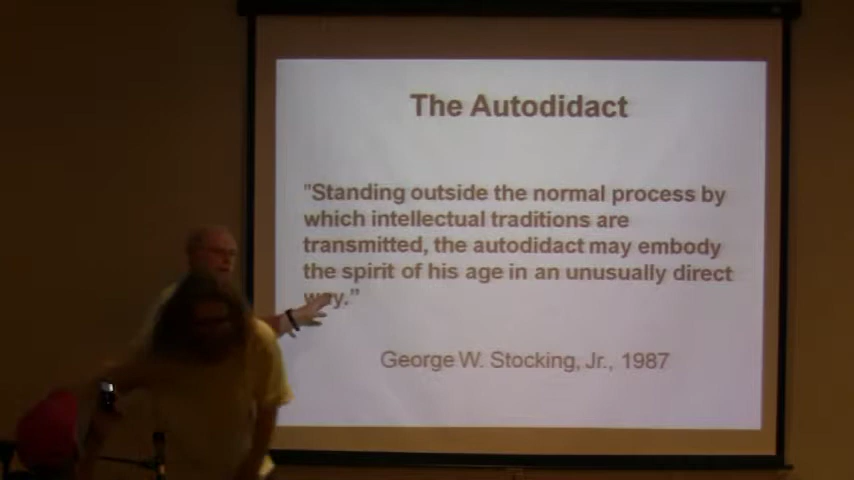 The Autodidact
"Standing outside the normal process by
which intellectual traditions are
transmitted, the autodidact may embody
the spirit of his age in an unusually direct
way.”
George W. Stocking, Jr., 1987